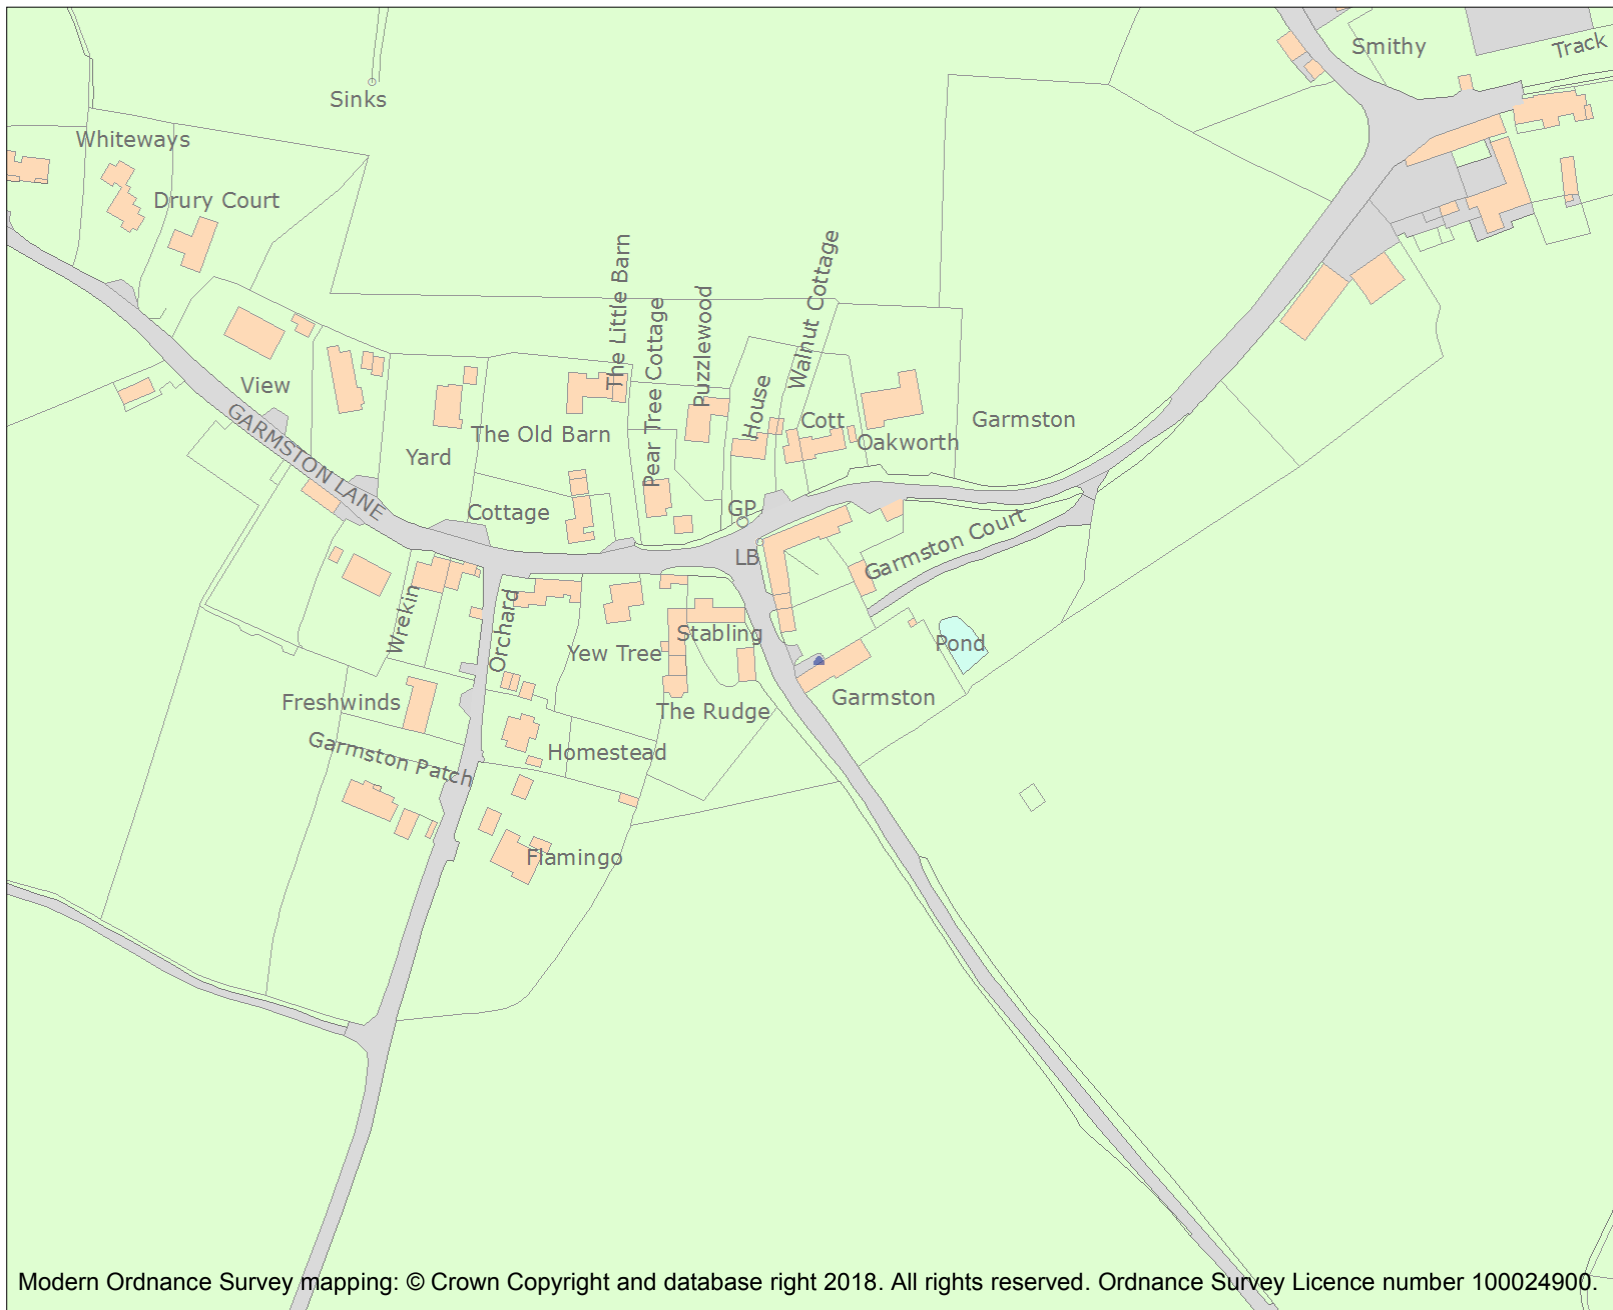 Smithy
Track
Sinks
Whiteways
Drury Court
The Little Barn
Pear Tree Cottage
Puzzlewood
House
Walnut Cottage
View
GARMSTON LANE
Yard
The Old Barn
Cott
Oakworth
Garmston
Cottage
GP
LB
Garmston Court
Wrekin
Orchard
Stabling
Yew Tree
Pond
Freshwinds
The Rudge
Garmston
Garmston Patch
Homestead
Flamingo
Modern Ordnance Survey mapping: © Crown Copyright and database right 2018. All rights reserved. Ordnance Survey Licence number 100024900.